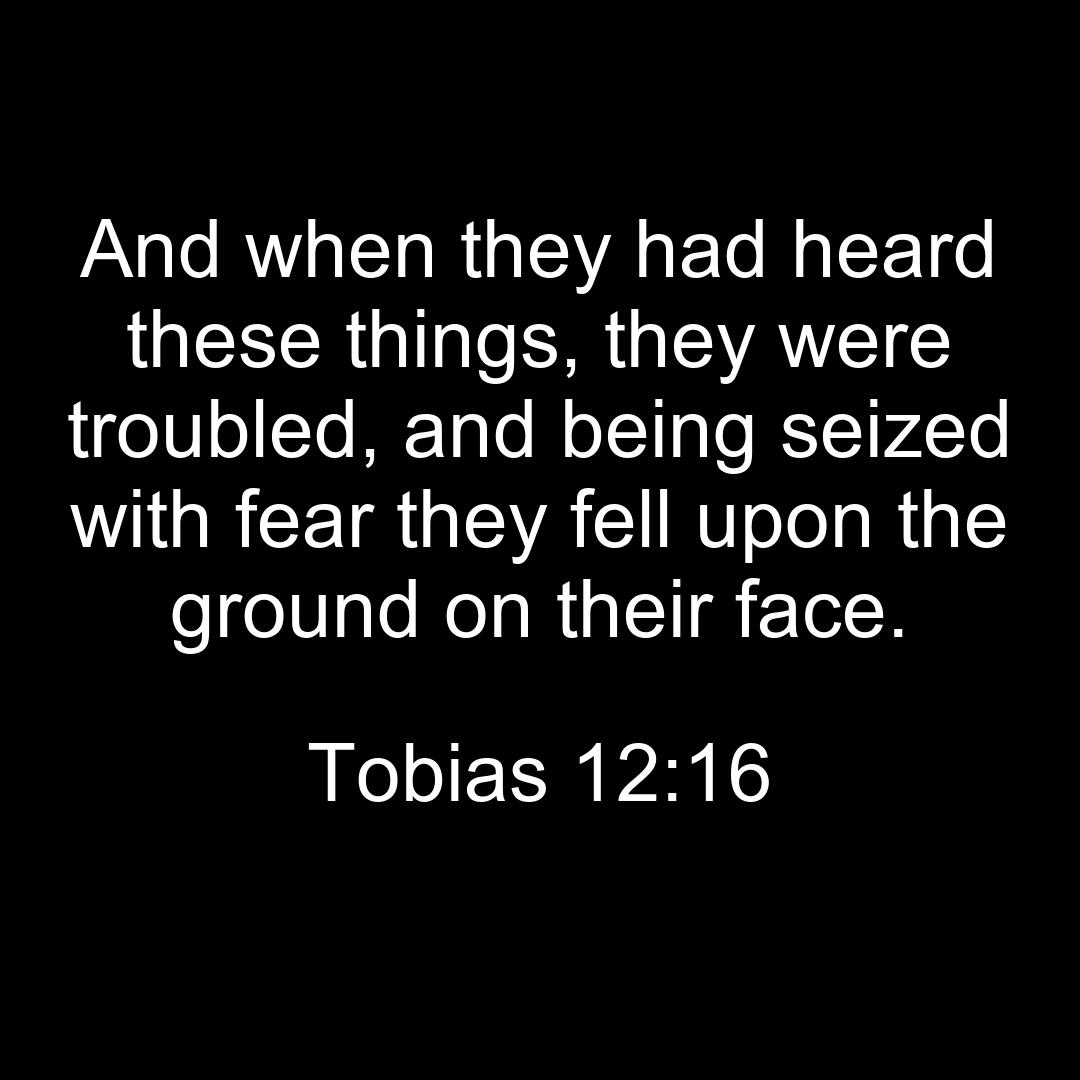 And when they had heard
these things, they were
troubled, and being seized
with fear they fell upon the
ground on their face.
Tobias 12:16